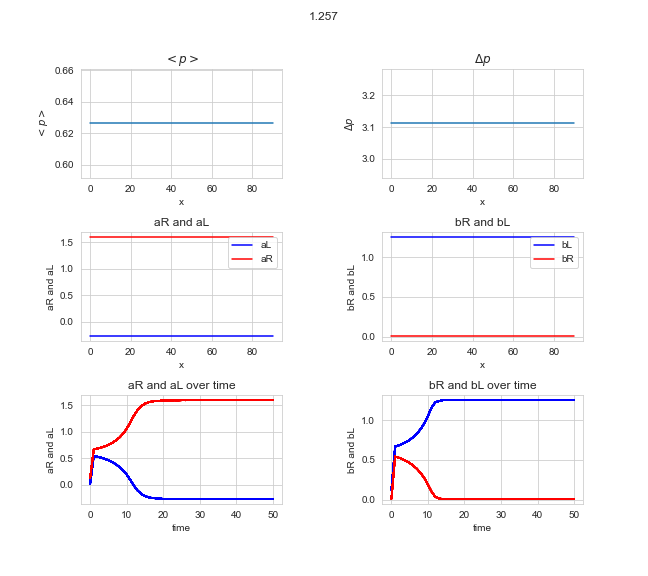 1.257
< p >
Δp
0.66
0.64
0.62
0.60
< p >
0 20 40 60 80
x
3.2
3.1
3.0
Δp
0 20 40 60 80
x
aR and aL
bR and bL
1.5
1.0
0.5
0.0
aR and aL
aL
aR
0 20 40 60 80
x
1.0
0.5
0.0
bR and bL
bL
bR
0 20 40 60 80
x
aR and aL over time
bR and bL over time
1.5
1.0
0.5
0.0
aR and aL
0 10 20 30 40 50
time
1.0
0.5
0.0
bR and bL
0 10 20 30 40 50
time